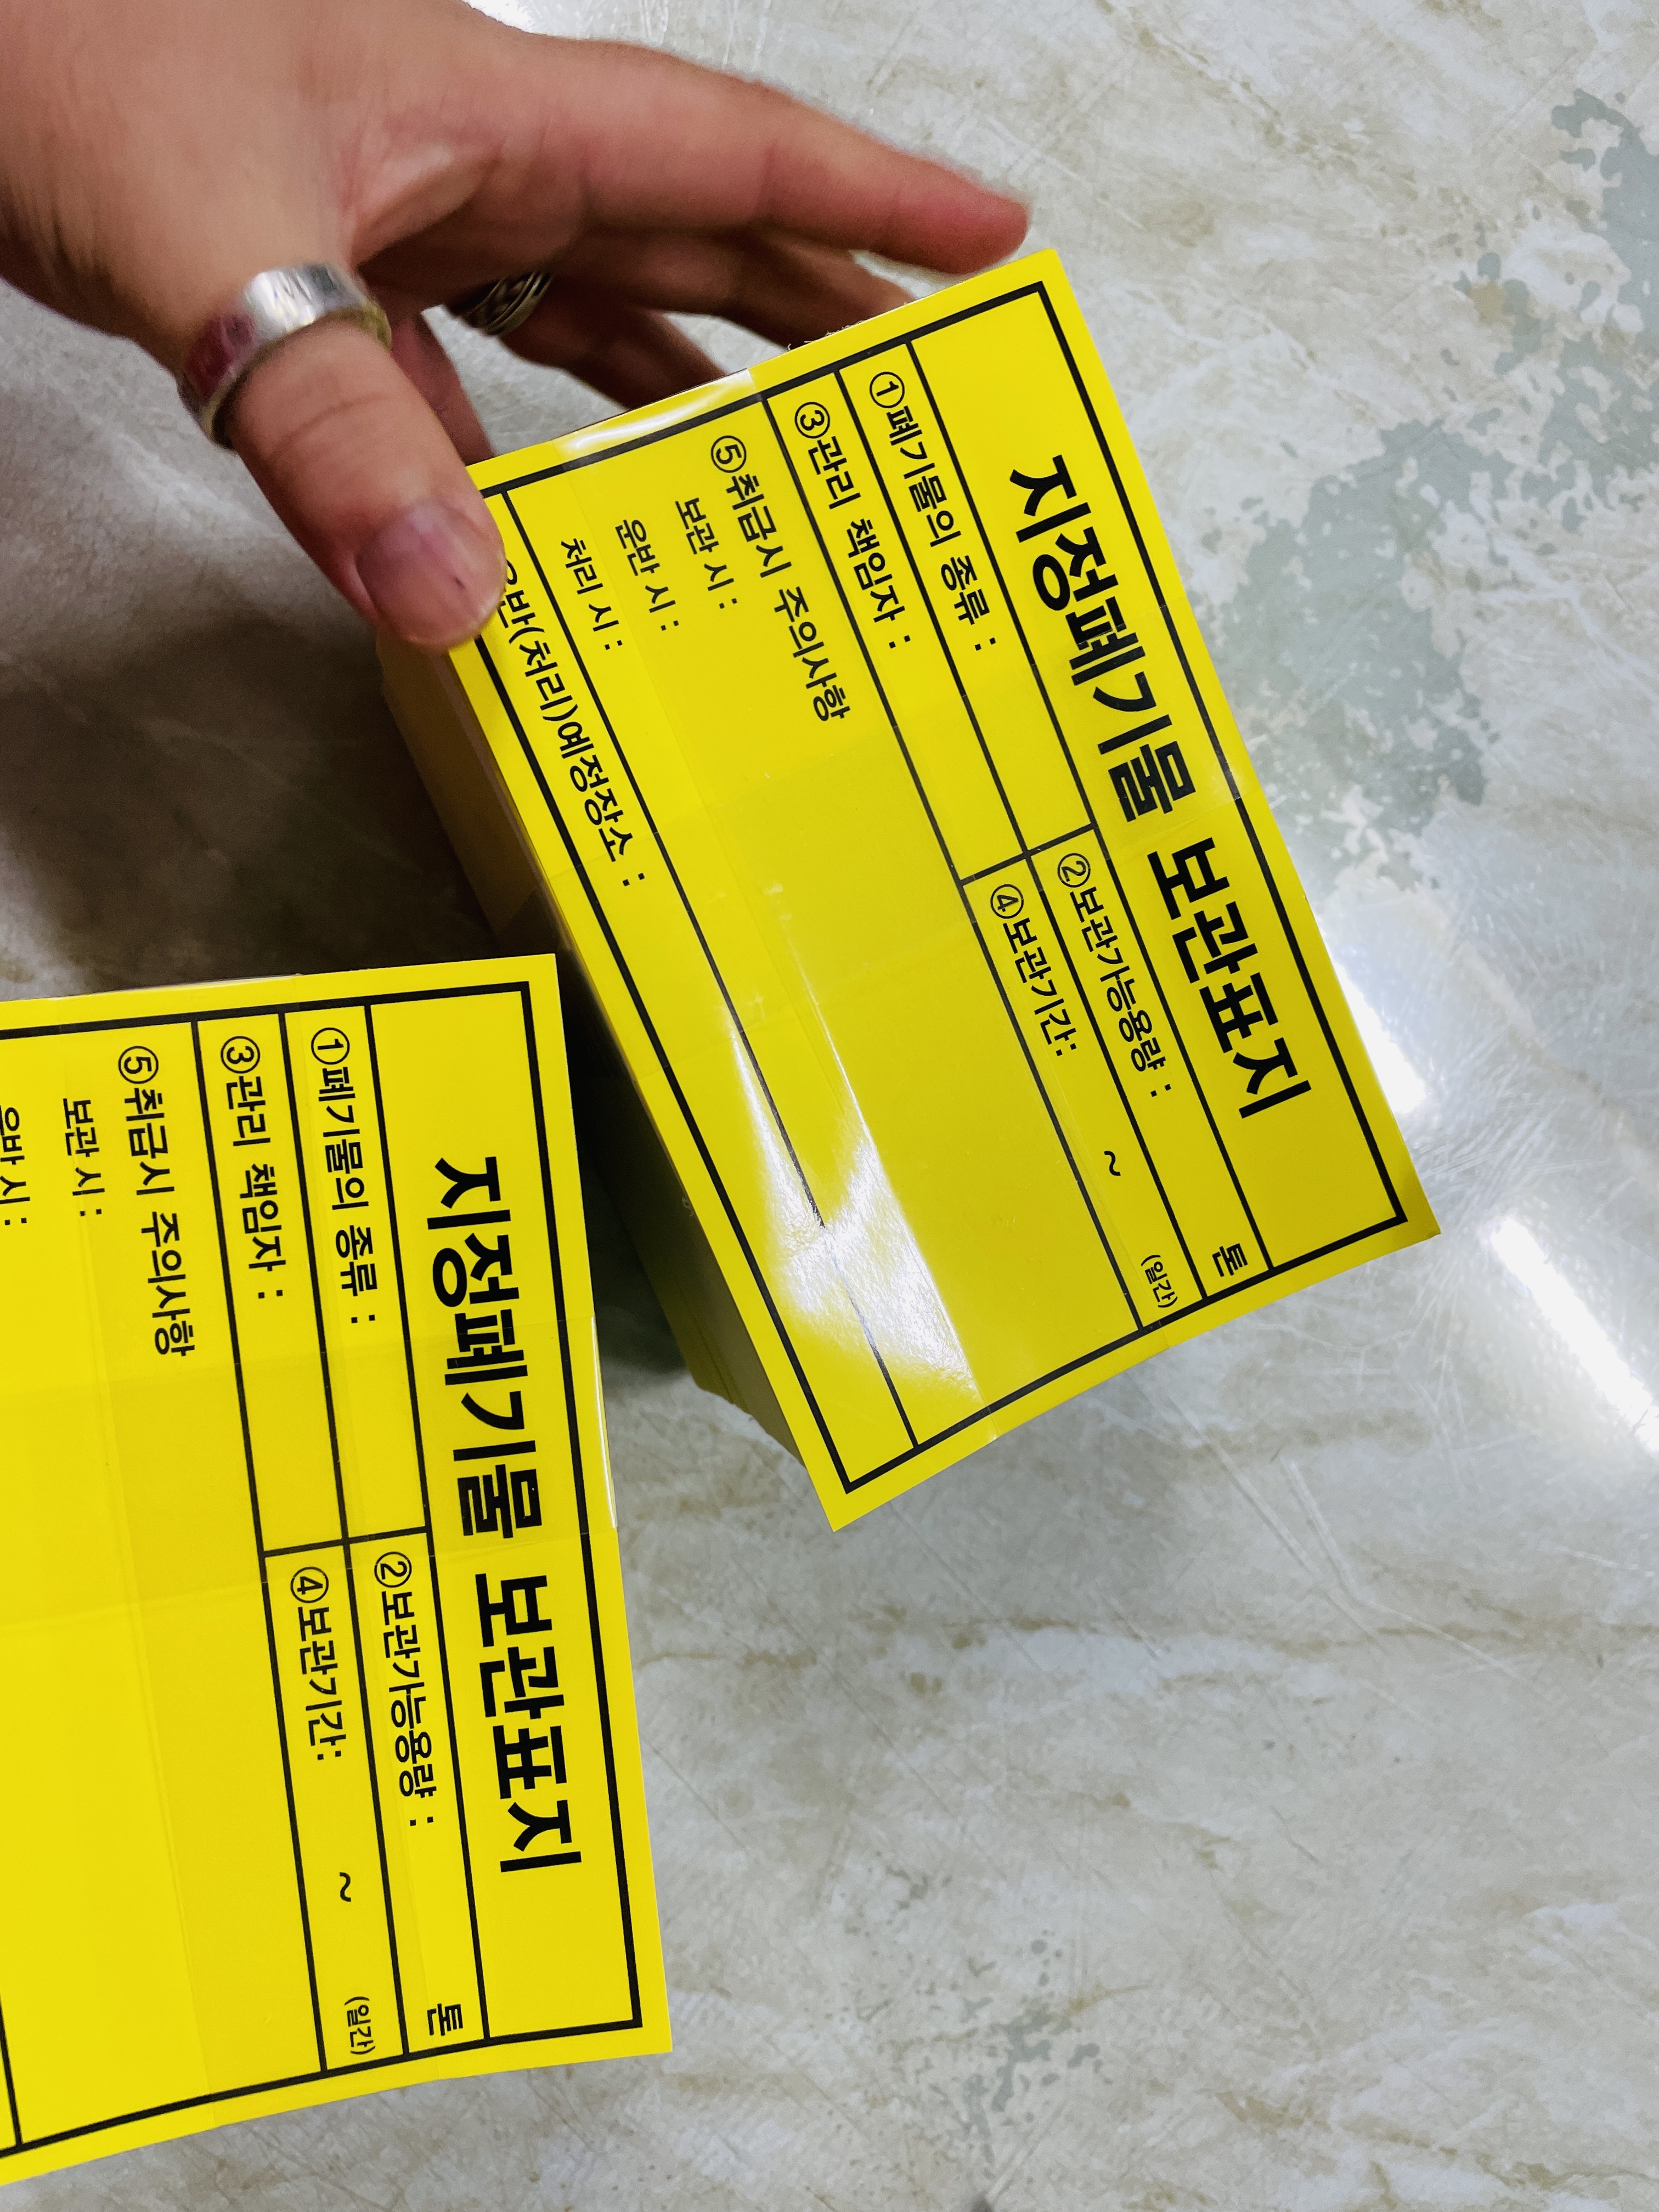 지정폐기물 보관표지
①폐기물의 종류 : ②보관가능용량 : 톤
③관리 책임자 : ④보관기간: ~ (일간)
⑤취급시 주의사항
보관 시 :
운반 시 :
처리 시 :
운반(처리)예정장소 :
지정폐기물 보관표지
①폐기물의 종류 : ②보관가능용량 : 톤
③관리 책임자 : ④보관기간: ~ (일간)
⑤취급시 주의사항
보관 시 :
운반 시 :